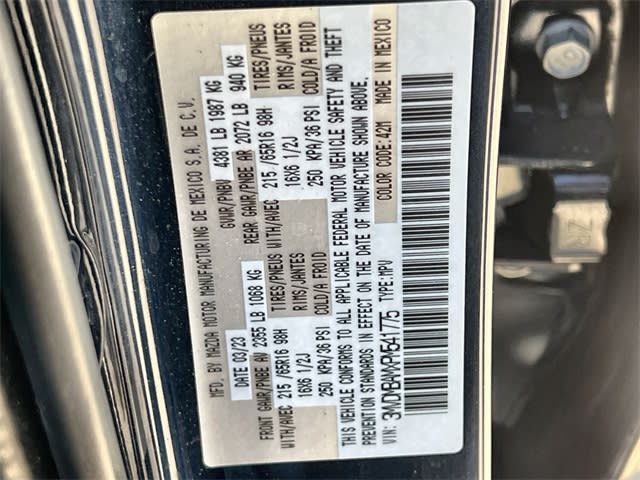 MFD. BY MAZDA MOTOR MANUFACTURING DE MEXICO S.A. DE C.V.
DATE 03/23 GVWR/PNBV 4381 LB 1987 KG
FRONT GAWR/PNBE AV 2355 LB 1068 KG REAR GAWR/PNBE AR 2072 LB 940 KG
WITH/AVEC 215 /65R16 98H TIRES/PNEUS WITH/AVEC 215 /65R16 98H TIRES/PNEUS
16X6 1/2J RIMS/JANTES 16X6 1/2J RIMS/JANTES
250 KPA/36 PSI COLD/A FROID 250 KPA/36 PSI COLD/A FROID
THIS VEHICLE CONFORMS TO ALL APPLICABLE FEDERAL MOTOR VEHICLE SAFETY AND THEFT
PREVENTION STANDARDS IN EFFECT ON THE DATE OF MANUFACTURE SHOWN ABOVE.
VIN: TYPE: MPV COLOR CODE: 42M MADE IN MEXICO